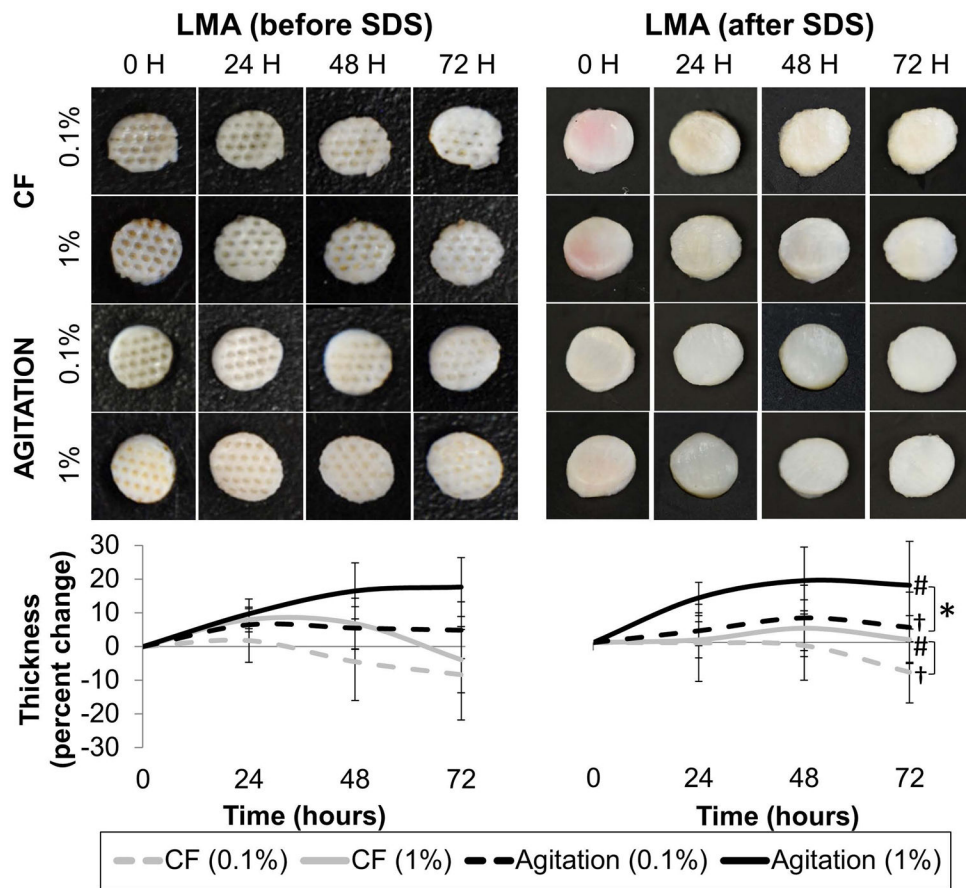 LMA (before SDS)
LMA (after SDS)
0 H 24 H 48 H 72 H
0 H 24 H 48 H 72 H
CF
0.1%
1%
AGITATION
0.1%
1%
Thickness
(percent change)
30
20
10
0
-10
-20
-30
0 24 48 72
Time (hours)
#
*
†
#
†
0 24 48 72
Time (hours)
CF (0.1%) CF (1%) Agitation (0.1%) Agitation (1%)